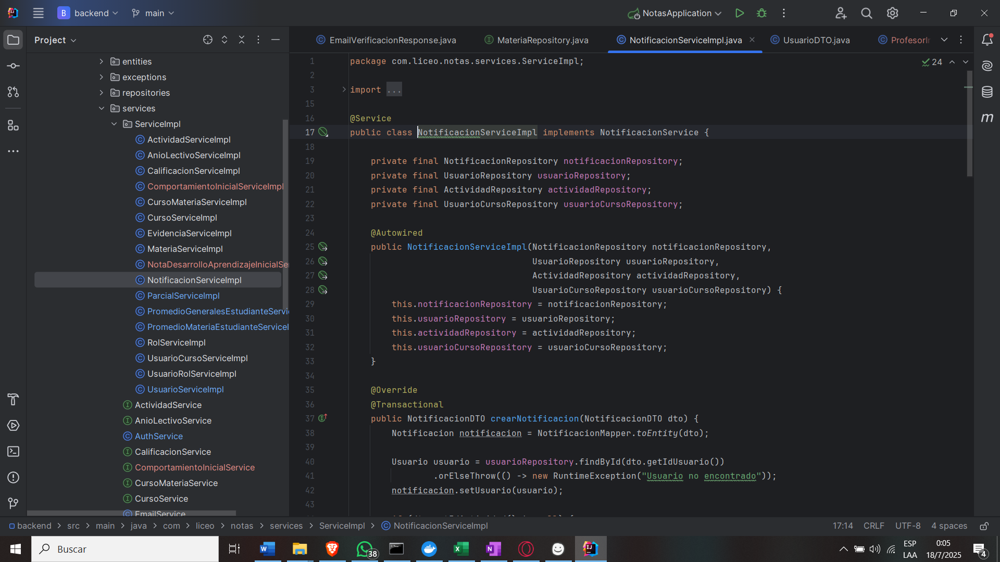 B backend main NotasApplication
Project
EmailVerificacionResponse.java MateriaRepository.java NotificacionServiceImpl.java UsuarioDTO.java ProfesorIn
entities
exceptions
repositories
services
ServiceImpl
ActividadServiceImpl
AnioLectivoServiceImpl
CalificacionServiceImpl
ComportamientoInicialServiceImpl
CursoMateriaServiceImpl
CursoServiceImpl
EvidenciaServiceImpl
MateriaServiceImpl
NotaDesarrolloAprendizajeInicialSer
NotificacionServiceImpl
ParcialServiceImpl
PromedioGeneralesEstudianteServic
PromedioMateriaEstudianteServiceI
RolServiceImpl
UsuarioCursoServiceImpl
UsuarioRolServiceImpl
UsuarioServiceImpl
ActividadService
AnioLectivoService
AuthService
CalificacionService
ComportamientoInicialService
CursoMateriaService
CursoService
EmailService
1 package com.liceo.notas.services.ServiceImpl;
24
2
3 import ...
15
16 @Service
17 public class NotificacionServiceImpl implements NotificacionService {
18
19 private final NotificacionRepository notificacionRepository;
20 private final UsuarioRepository usuarioRepository;
21 private final ActividadRepository actividadRepository;
22 private final UsuarioCursoRepository usuarioCursoRepository;
23
24 @Autowired
25 public NotificacionServiceImpl(NotificacionRepository notificacionRepository,
26 UsuarioRepository usuarioRepository,
27 ActividadRepository actividadRepository,
28 UsuarioCursoRepository usuarioCursoRepository) {
29 this.notificacionRepository = notificacionRepository;
30 this.usuarioRepository = usuarioRepository;
31 this.actividadRepository = actividadRepository;
32 this.usuarioCursoRepository = usuarioCursoRepository;
33 }
34
35 @Override
36 @Transactional
37 public NotificacionDTO crearNotificacion(NotificacionDTO dto) {
38 Notificacion notificacion = NotificacionMapper.toEntity(dto);
39
40 Usuario usuario = usuarioRepository.findById(dto.getIdUsuario())
41 .orElseThrow(() -> new RuntimeException("Usuario no encontrado"));
42 notificacion.setUsuario(usuario);
43
backend > src > main > java > com > liceo > notas > services > ServiceImpl > NotificacionServiceImpl
17:14 CRLF UTF-8 4 spaces
Buscar
38
ESP
LAA
0:05
18/7/2025
4